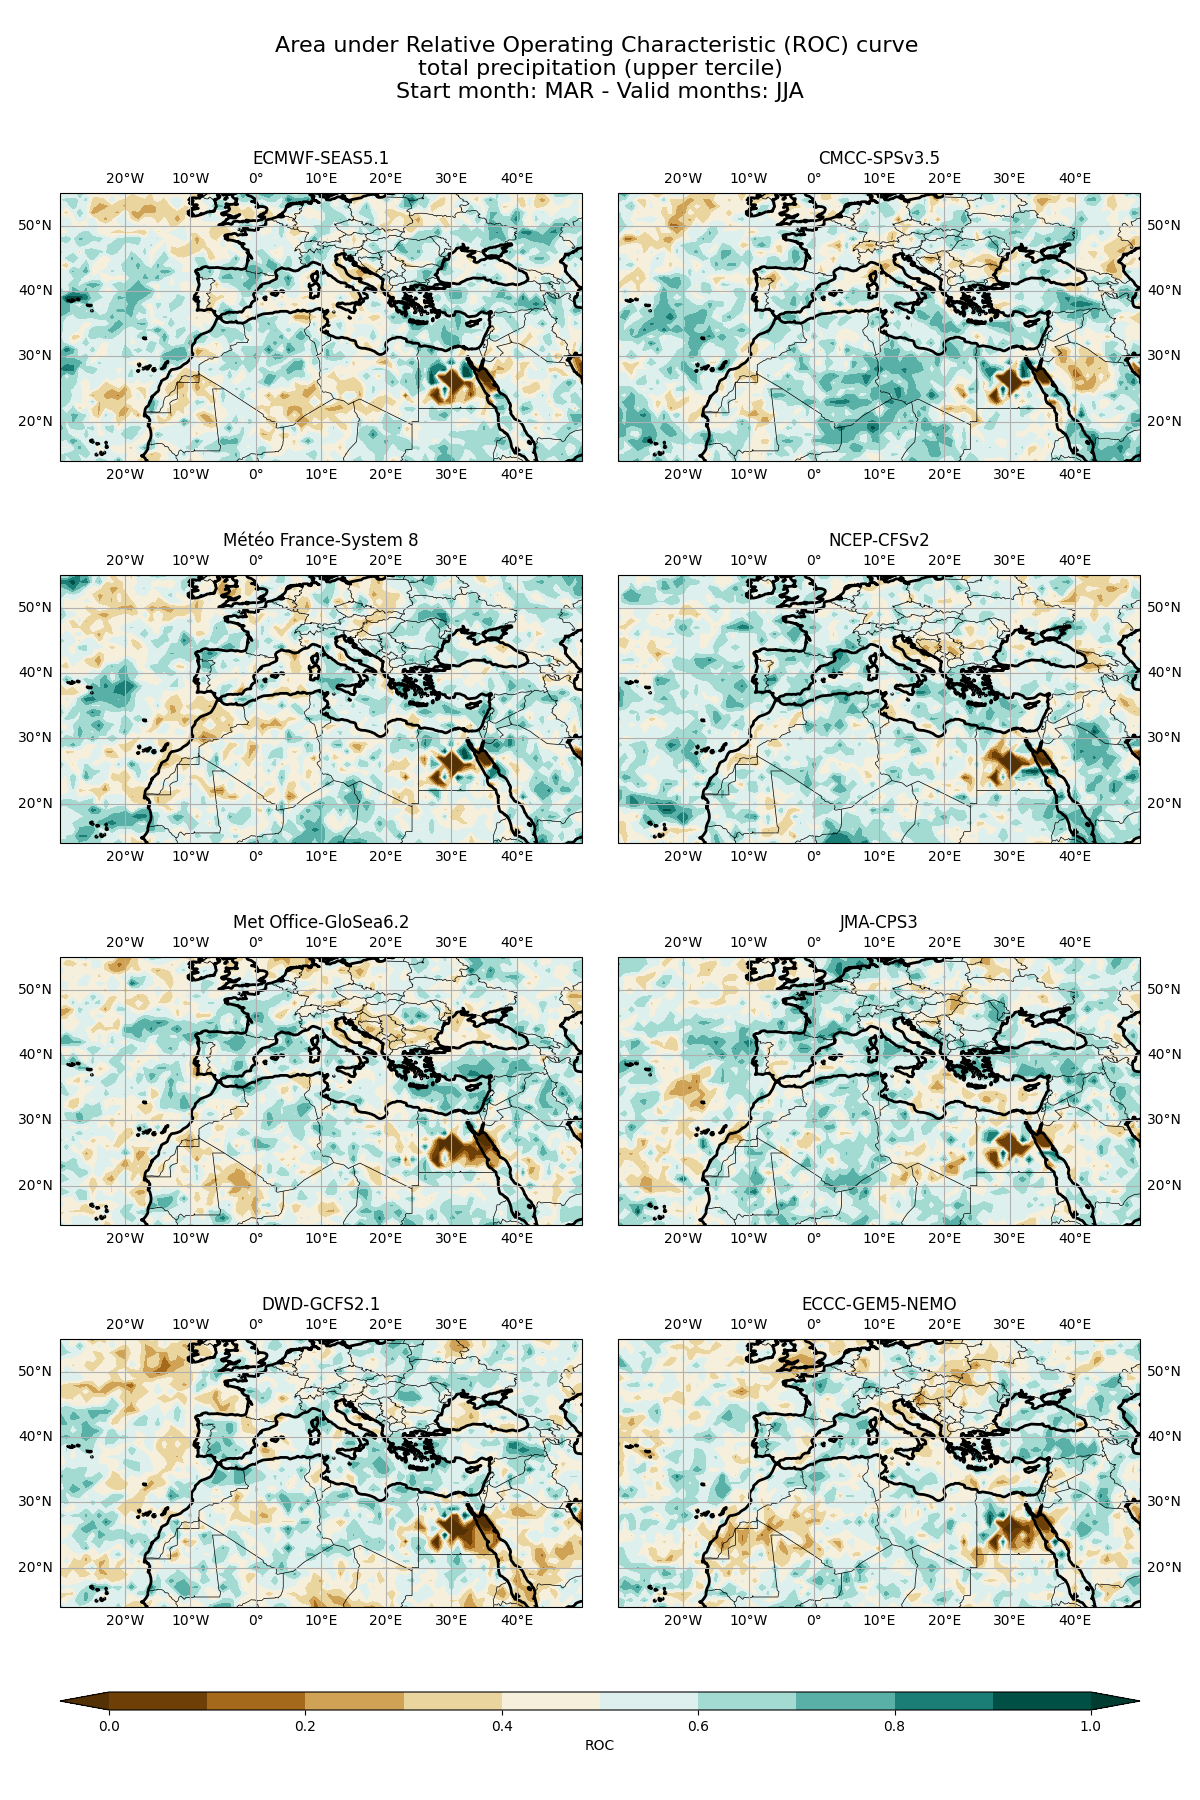 Area under Relative Operating Characteristic (ROC) curve
total precipitation (upper tercile)
Start month: MAR - Valid months: JJA
ECMWF-SEAS5.1
CMCC-SPSv3.5
20°W 10°W 0° 10°E 20°E 30°E 40°E
20°W 10°W 0° 10°E 20°E 30°E 40°E
50°N
50°N
40°N
40°N
30°N
30°N
20°N
20°N
20°W 10°W 0° 10°E 20°E 30°E 40°E
20°W 10°W 0° 10°E 20°E 30°E 40°E
Météo France-System 8
NCEP-CFSv2
20°W 10°W 0° 10°E 20°E 30°E 40°E
20°W 10°W 0° 10°E 20°E 30°E 40°E
50°N
50°N
40°N
40°N
30°N
30°N
20°N
20°N
20°W 10°W 0° 10°E 20°E 30°E 40°E
20°W 10°W 0° 10°E 20°E 30°E 40°E
Met Office-GloSea6.2
JMA-CPS3
20°W 10°W 0° 10°E 20°E 30°E 40°E
20°W 10°W 0° 10°E 20°E 30°E 40°E
50°N
50°N
40°N
40°N
30°N
30°N
20°N
20°N
20°W 10°W 0° 10°E 20°E 30°E 40°E
20°W 10°W 0° 10°E 20°E 30°E 40°E
DWD-GCFS2.1
ECCC-GEM5-NEMO
20°W 10°W 0° 10°E 20°E 30°E 40°E
20°W 10°W 0° 10°E 20°E 30°E 40°E
50°N
50°N
40°N
40°N
30°N
30°N
20°N
20°N
20°W 10°W 0° 10°E 20°E 30°E 40°E
20°W 10°W 0° 10°E 20°E 30°E 40°E
0.0 0.2 0.4 0.6 0.8 1.0
ROC